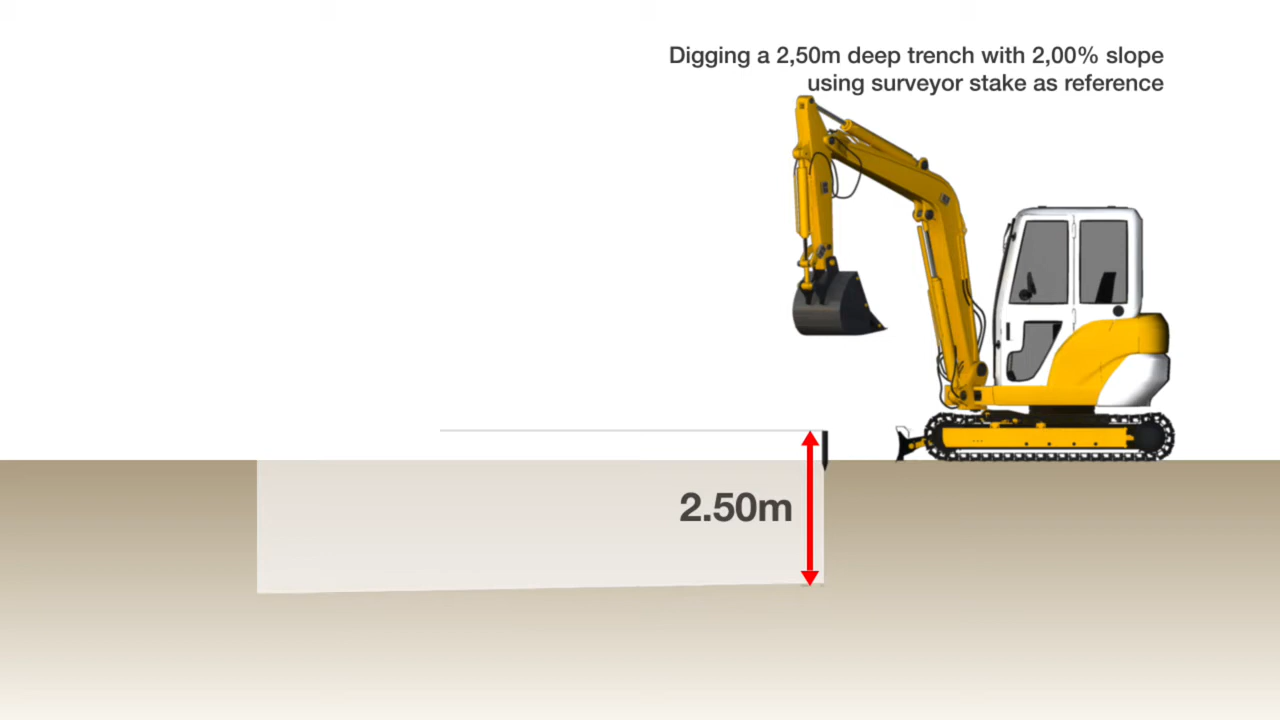 Digging a 2,50m deep trench with 2,00% slope
using surveyor stake as reference
2.50m